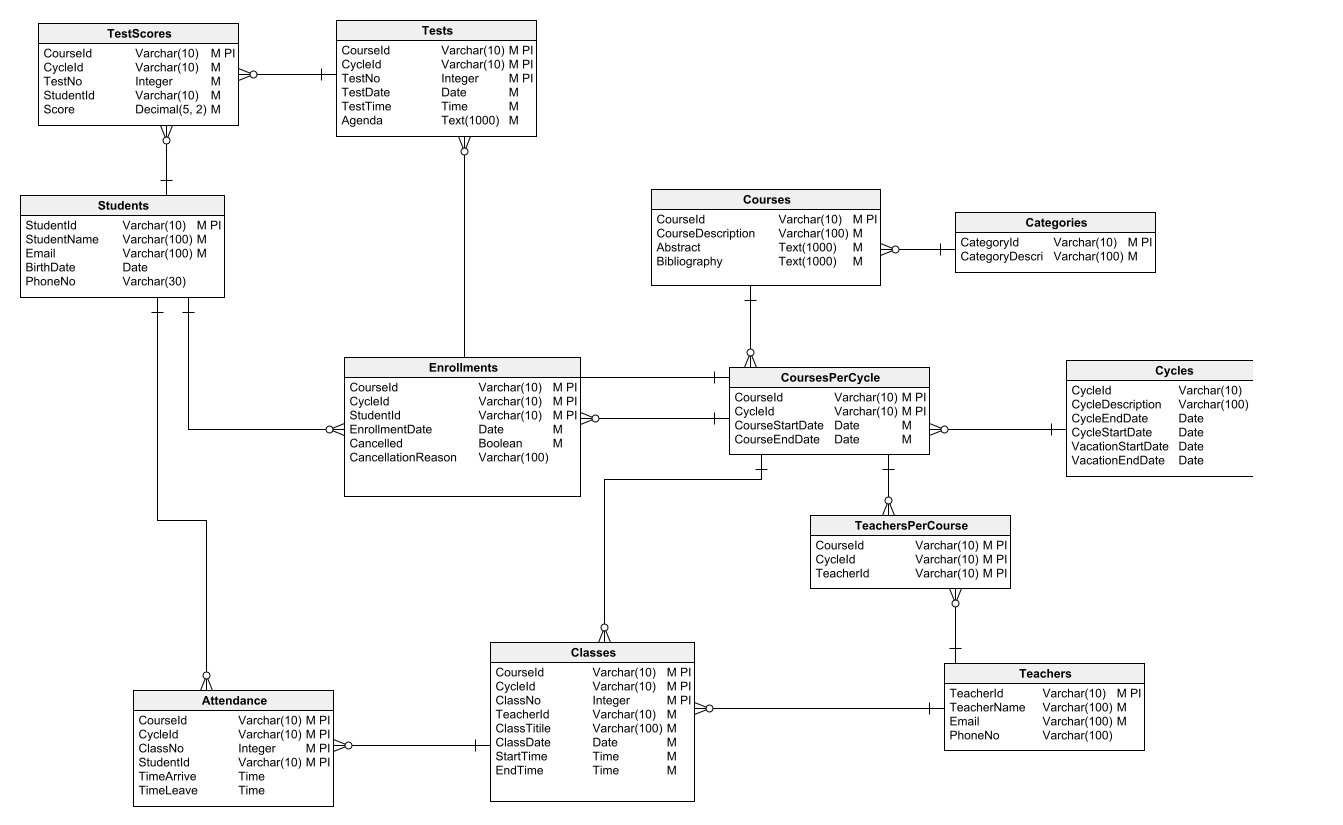 TestScores
CourseId Varchar(10) M PI
CycleId Varchar(10) M
TestNo Integer M
StudentId Varchar(10) M
Score Decimal(5, 2) M
Tests
CourseId Varchar(10) M PI
CycleId Varchar(10) M PI
TestNo Integer M PI
TestDate Date M
TestTime Time M
Agenda Text(1000) M
Students
StudentId Varchar(10) M PI
StudentName Varchar(100) M
Email Varchar(100) M
BirthDate Date
PhoneNo Varchar(30)
Courses
CourseId Varchar(10) M PI
CourseDescription Varchar(100) M
Abstract Text(1000) M
Bibliography Text(1000) M
Categories
CategoryId Varchar(10) M PI
CategoryDescri Varchar(100) M
Enrollments
CourseId Varchar(10) M PI
CycleId Varchar(10) M PI
StudentId Varchar(10) M PI
EnrollmentDate Date M
Cancelled Boolean M
CancellationReason Varchar(100)
CoursesPerCycle
CourseId Varchar(10) M PI
CycleId Varchar(10) M PI
CourseStartDate Date M
CourseEndDate Date M
Cycles
CycleId Varchar(10)
CycleDescription Varchar(100)
CycleEndDate Date
CycleStartDate Date
VacationStartDate Date
VacationEndDate Date
TeachersPerCourse
CourseId Varchar(10) M PI
CycleId Varchar(10) M PI
TeacherId Varchar(10) M PI
Classes
CourseId Varchar(10) M PI
CycleId Varchar(10) M PI
ClassNo Integer M PI
TeacherId Varchar(10) M
ClassTitile Varchar(100) M
ClassDate Date M
StartTime Time M
EndTime Time M
Teachers
TeacherId Varchar(10) M PI
TeacherName Varchar(100) M
Email Varchar(100) M
PhoneNo Varchar(100)
Attendance
CourseId Varchar(10) M PI
CycleId Varchar(10) M PI
ClassNo Integer M PI
StudentId Varchar(10) M PI
TimeArrive Time
TimeLeave Time